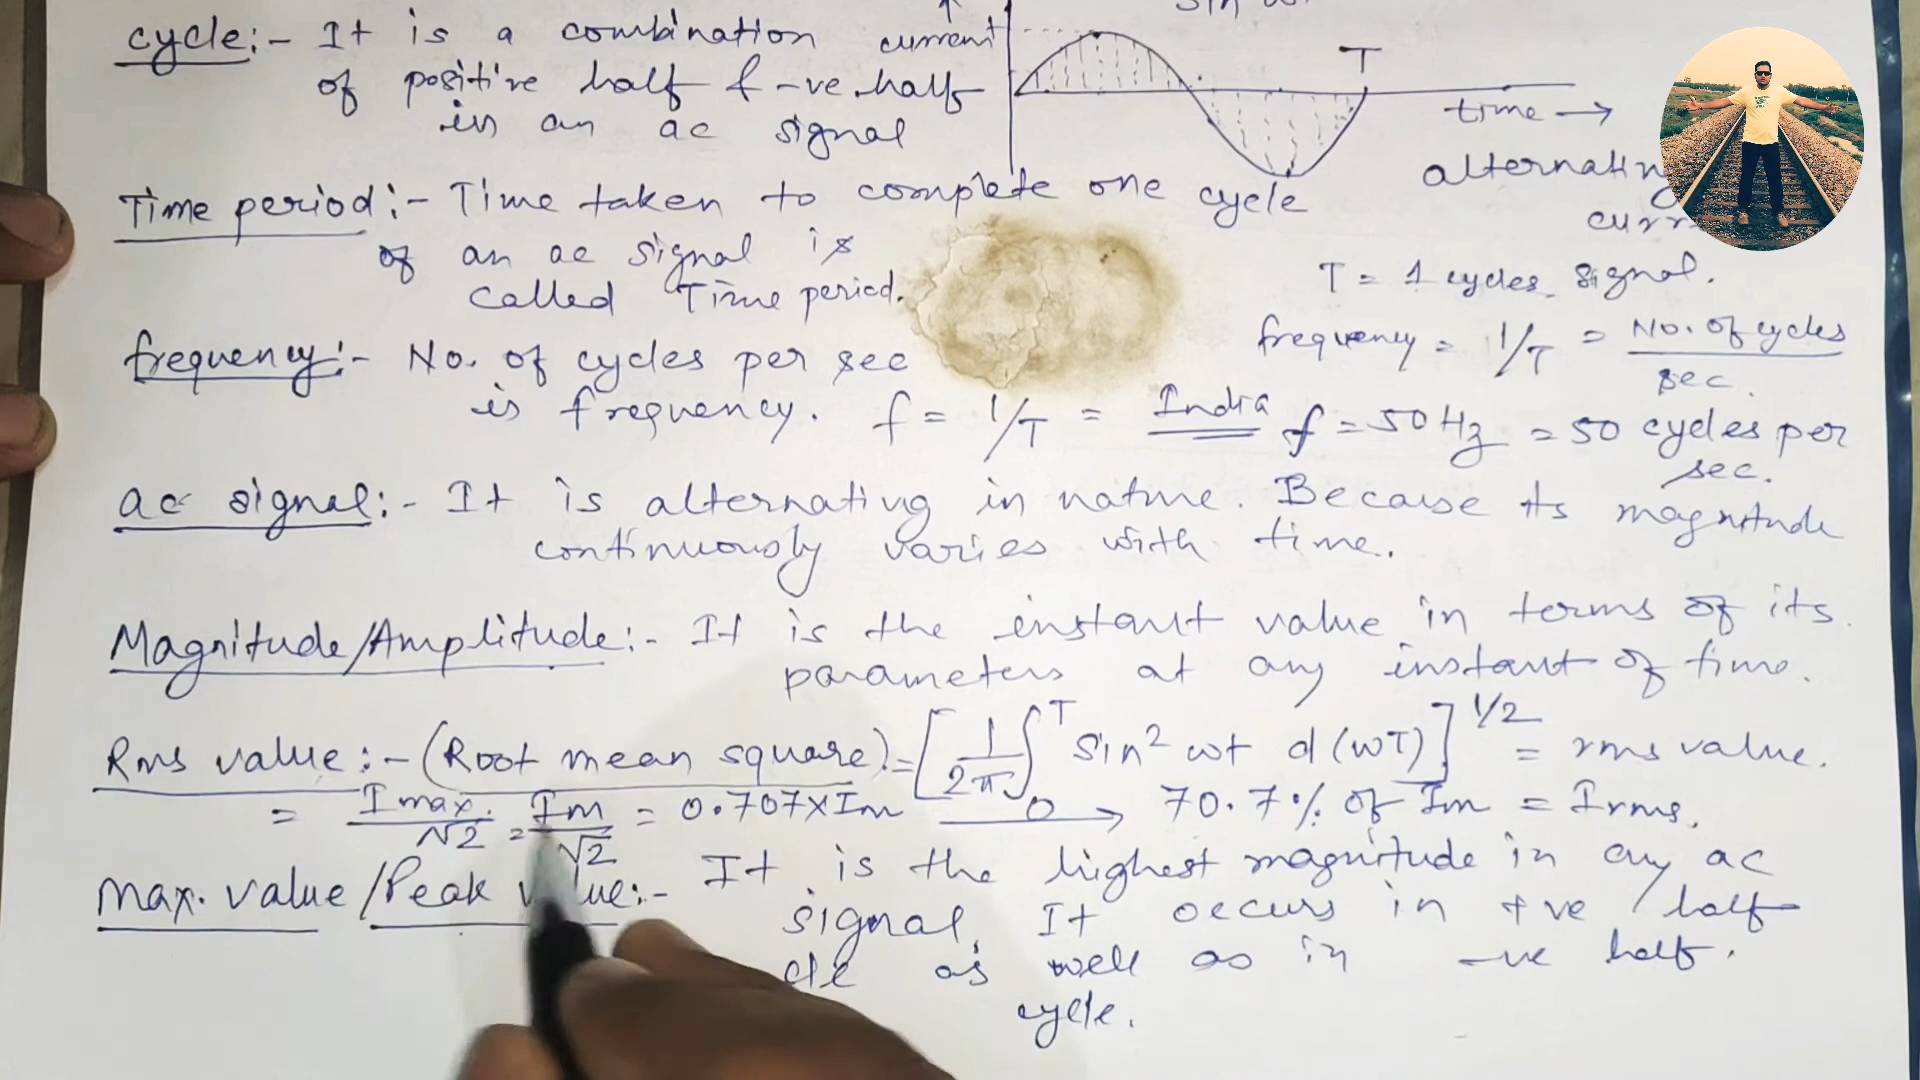 sin ω
cycle:- It is a combination
of positive half & -ve half
in an ac signal
current
T
time →
alternating
curr
Time period:- Time taken to complete one cycle
of an ac signal is
called Time period.
T = 1 cycles signal.
frequency = 1/T = No. of cycles
sec.
frequency:- No. of cycles per sec
is frequency. f = 1/T = India f = 50 Hz = 50 cycles per
sec.
ac signal:- It is alternating in nature. Because its magnitude
continuously varies with time.
Magnitude/Amplitude:- It is the instant value in terms of its
parameters at any instant of time.
Rms value:- (Root mean square) = [1/2π ∫₀ᵀ sin² wt d(wT)]^1/2 = rms value.
= Imax./√2 = Im/√2 = 0.707×Im → 70.7% of Im = Irms.
Max. value/Peak value:- It is the highest magnitude in any ac
signal. It occurs in +ve half
cle as well as in -ve half
cycle.